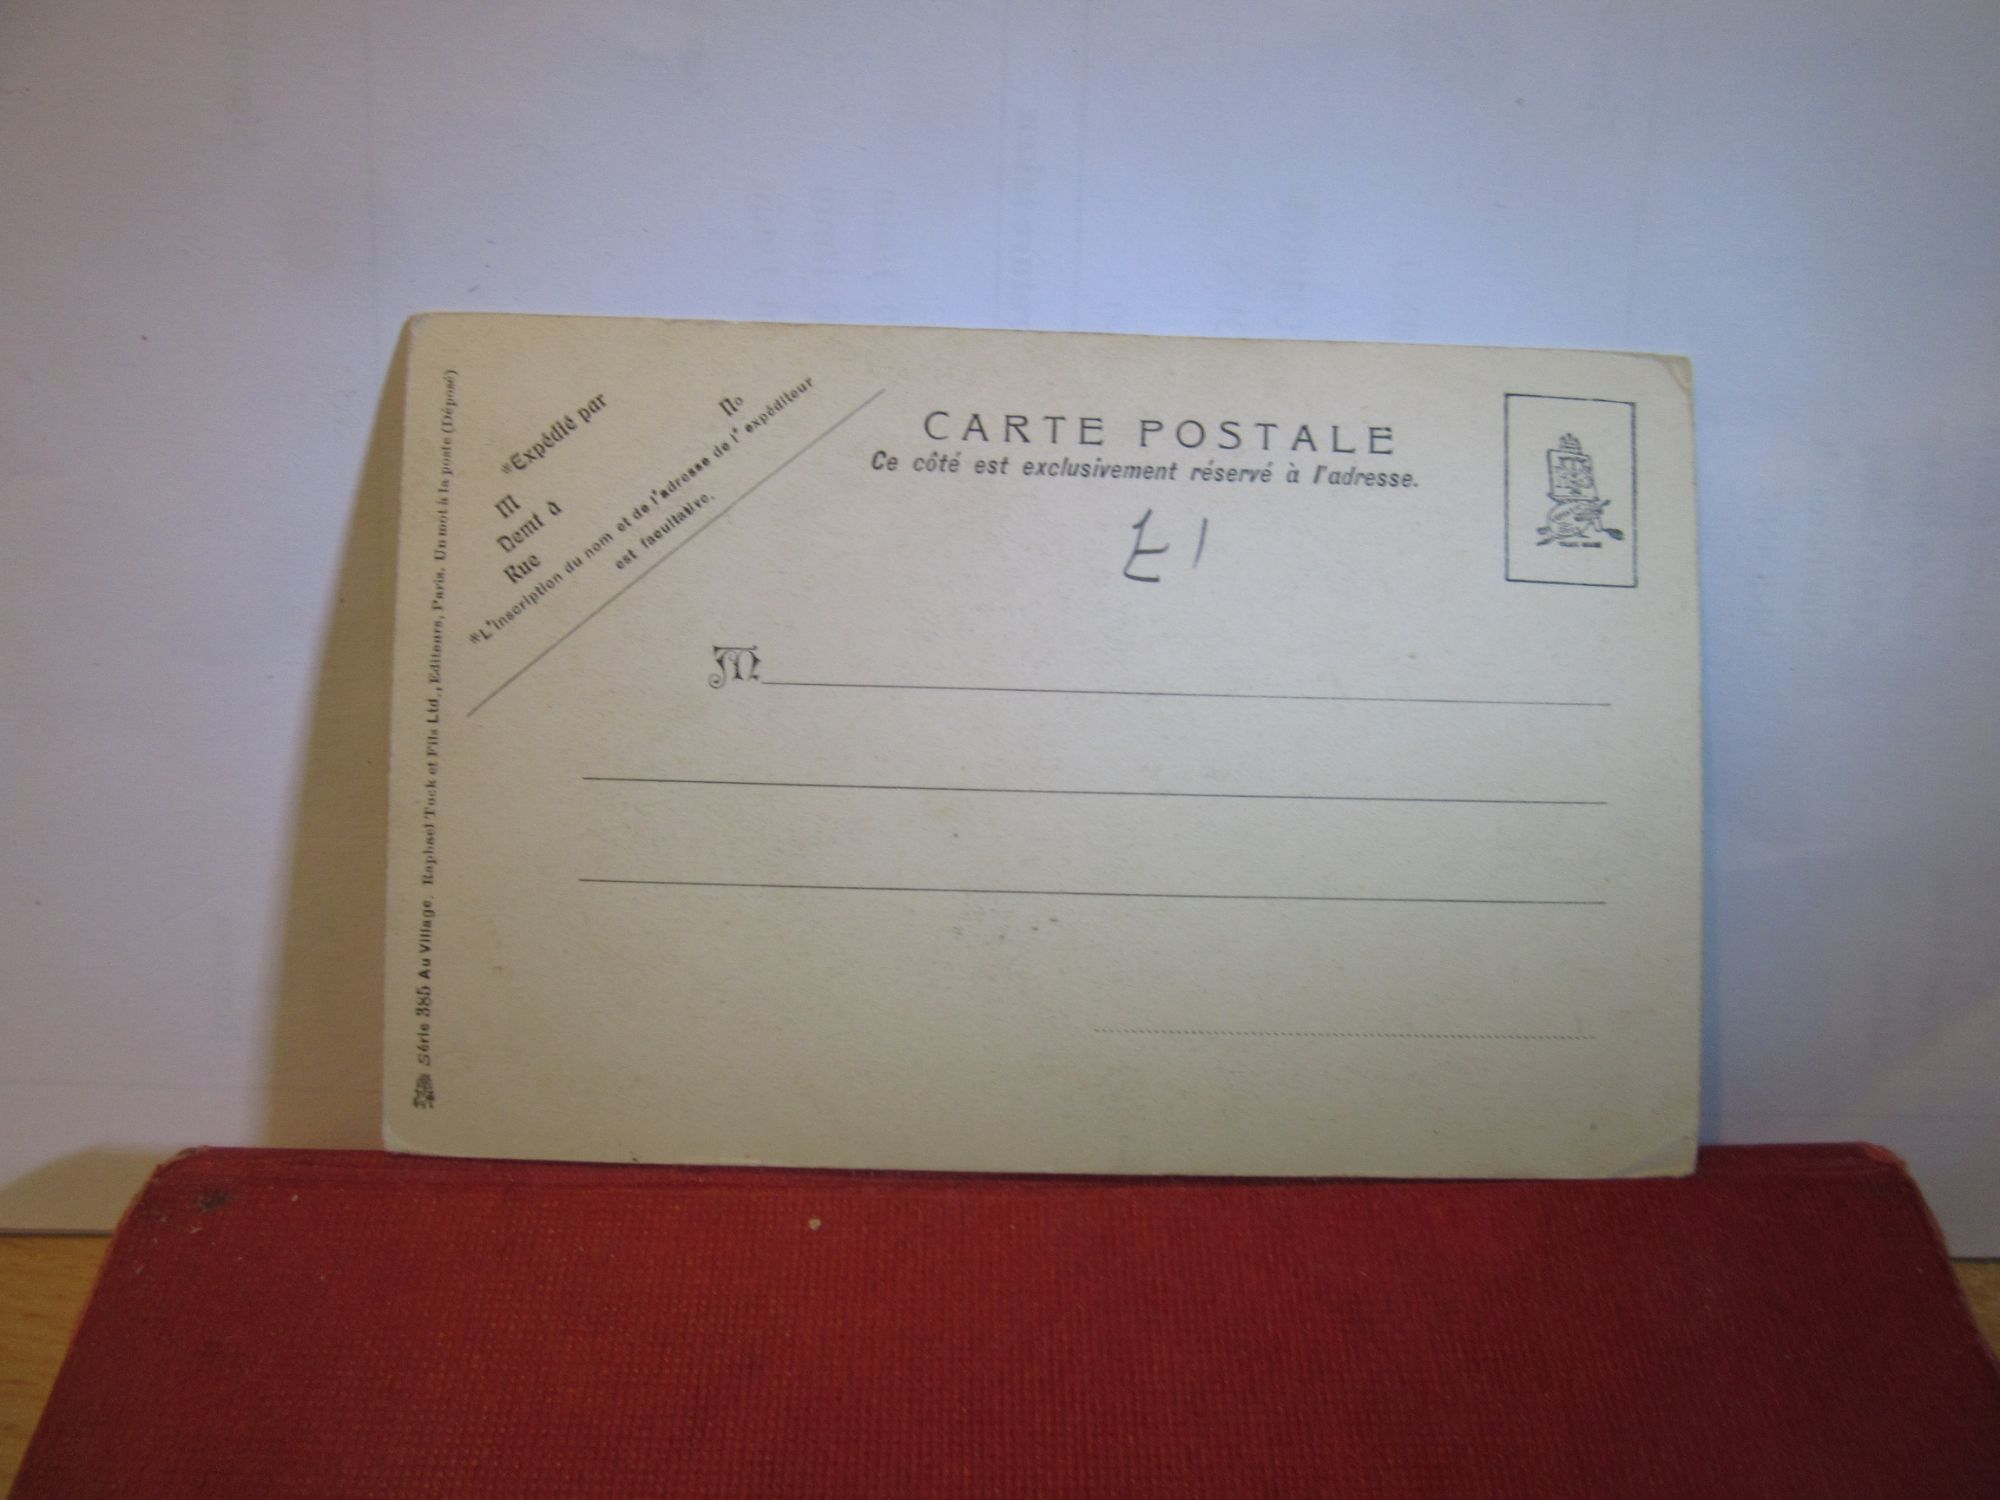 *Expédié par
M
No
Demt à
Rue
*L'inscription du nom et de l'adresse de l'expéditeur
est facultative.
CARTE POSTALE
Ce côté est exclusivement réservé à l'adresse.
£1
M
Série 385 Au Village. Raphael Tuck et Fils Ltd., Editeurs, Paris. Un mot à la poste (Déposé)